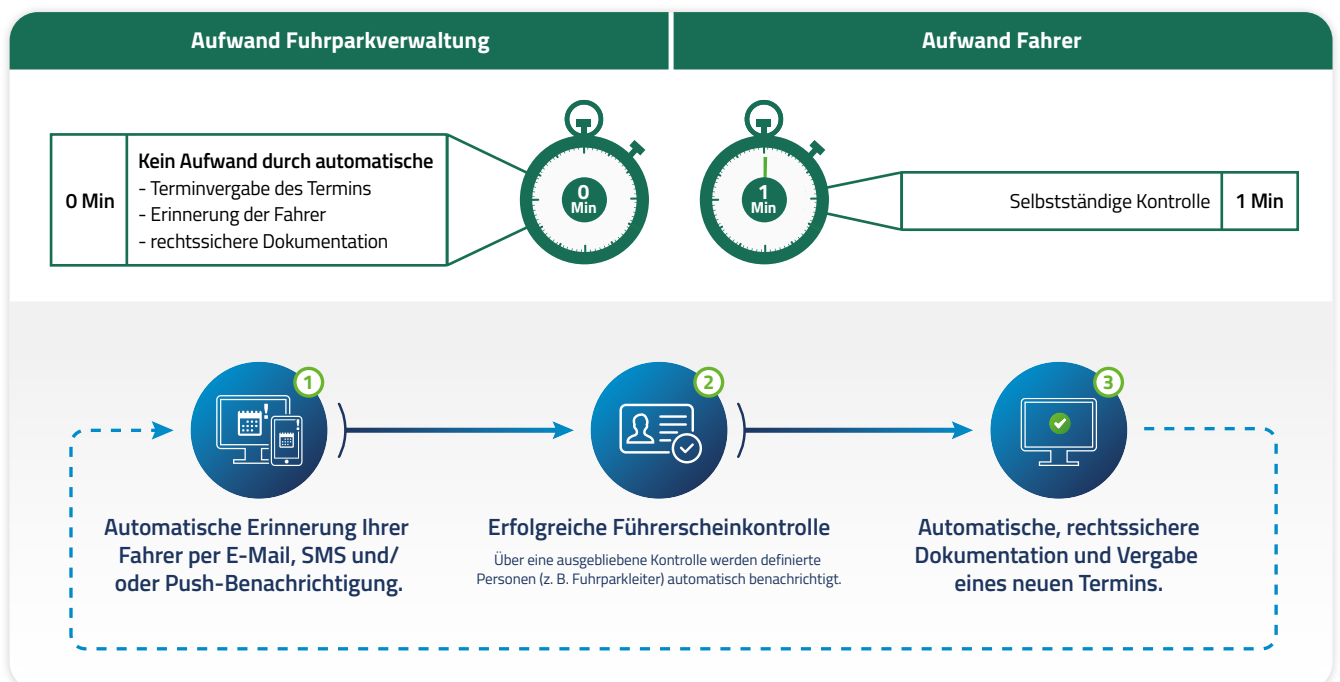 Aufwand Fuhrparkverwaltung
Aufwand Fahrer
0 Min
Kein Aufwand durch automatische
- Terminvergabe des Termins
- Erinnerung der Fahrer
- rechtssichere Dokumentation
0
Min
1
Min
Selbstständige Kontrolle
1 Min
1
Automatische Erinnerung Ihrer
Fahrer per E-Mail, SMS und/
oder Push-Benachrichtigung.
2
Erfolgreiche Führerscheinkontrolle
Über eine ausgebliebene Kontrolle werden definierte
Personen (z. B. Fuhrparkleiter) automatisch benachrichtigt.
3
Automatische, rechtssichere
Dokumentation und Vergabe
eines neuen Termins.